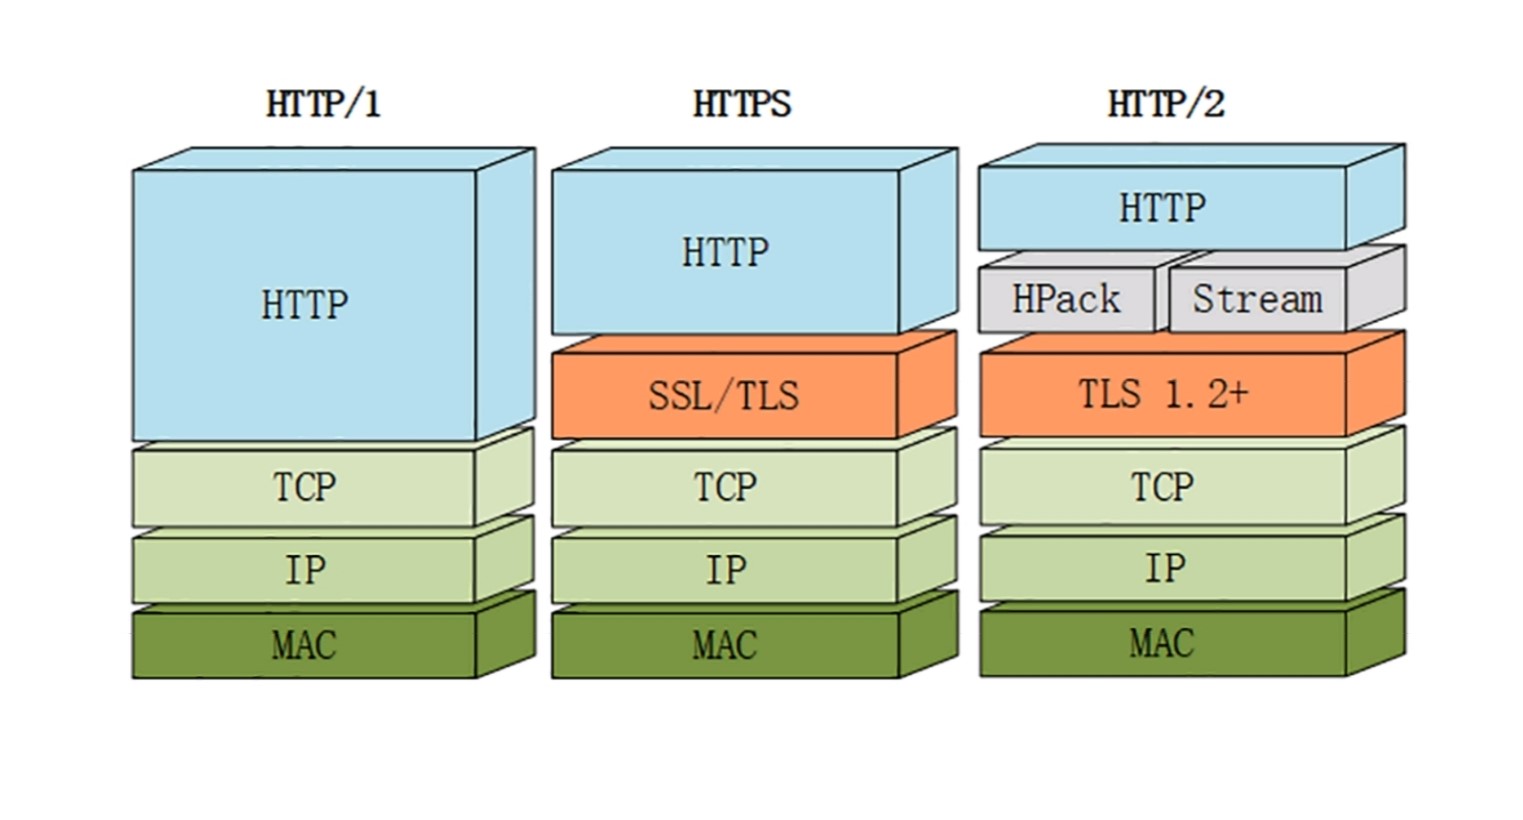 HTTP/1
HTTP
TCP
IP
MAC
HTTPS
HTTP
SSL/TLS
TCP
IP
MAC
HTTP/2
HTTP
HPack
Stream
TLS 1.2+
TCP
IP
MAC